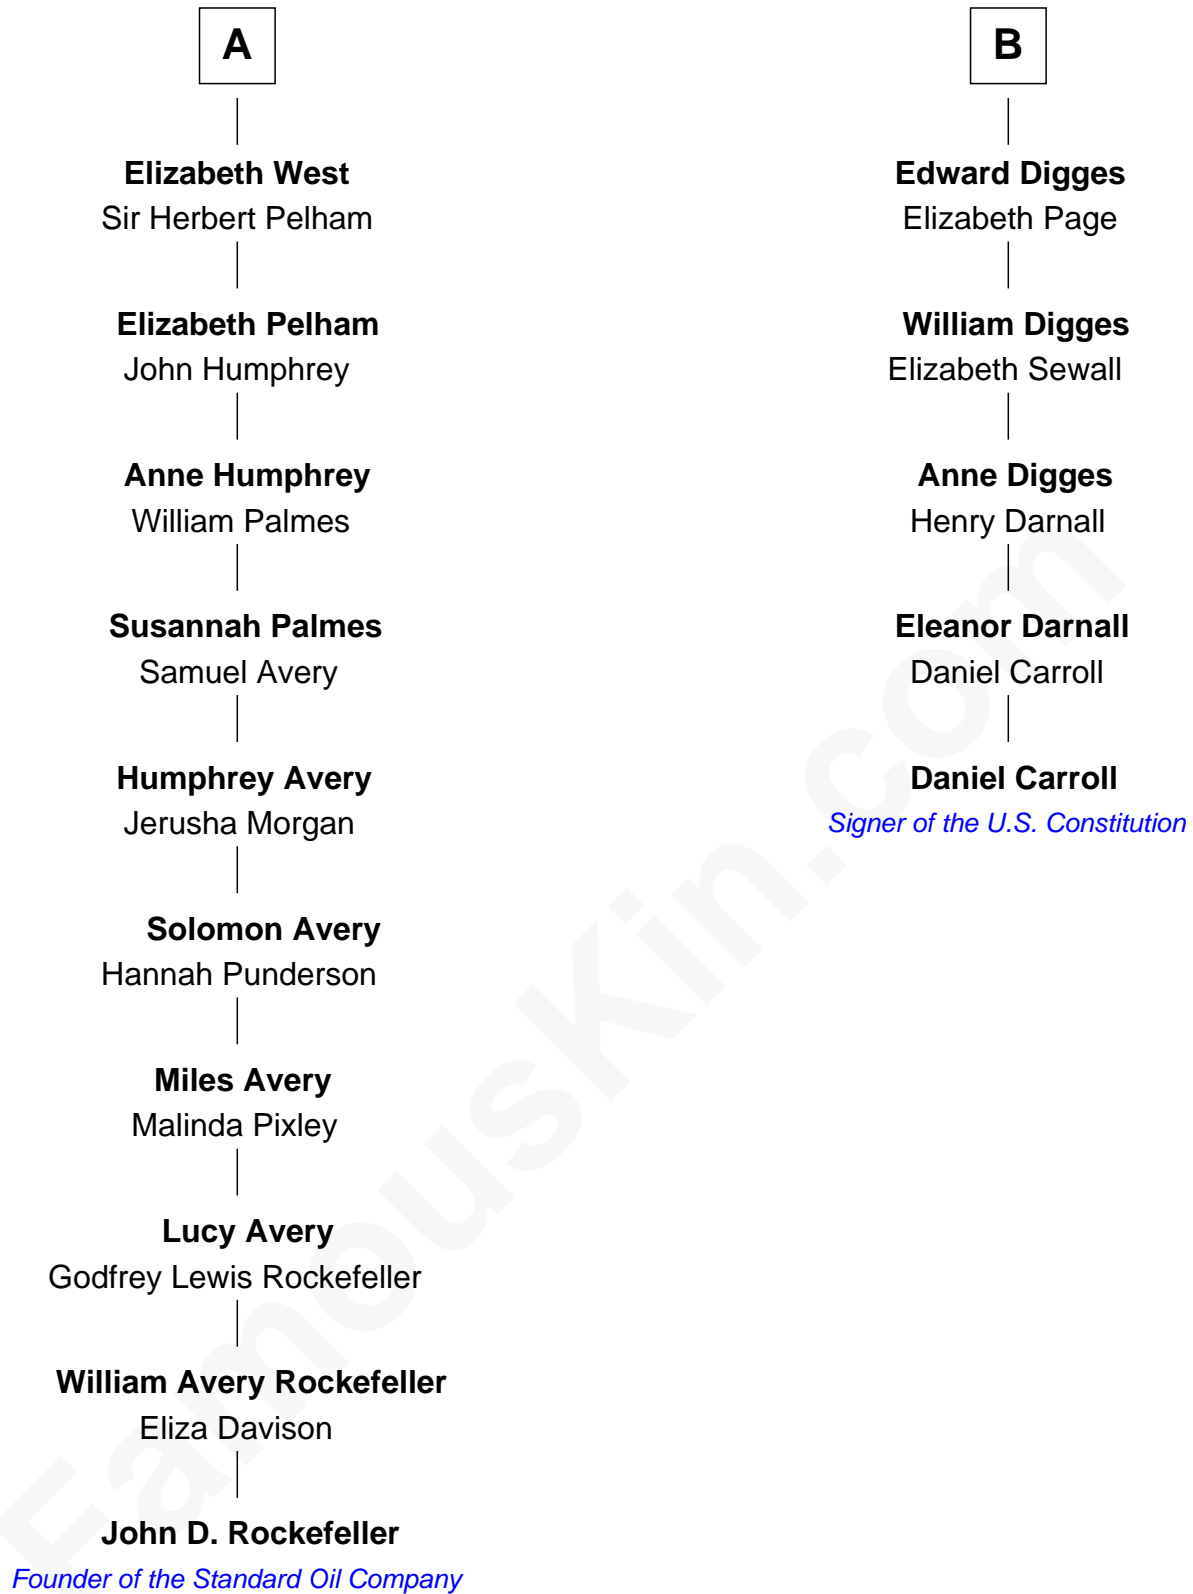 A
Elizabeth West
Sir Herbert Pelham
Elizabeth Pelham
John Humphrey
Anne Humphrey
William Palmes
Susannah Palmes
Samuel Avery
Humphrey Avery
Jerusha Morgan
Solomon Avery
Hannah Punderson
Miles Avery
Malinda Pixley
Lucy Avery
Godfrey Lewis Rockefeller
William Avery Rockefeller
Eliza Davison
John D. Rockefeller
Founder of the Standard Oil Company
B
Edward Digges
Elizabeth Page
William Digges
Elizabeth Sewall
Anne Digges
Henry Darnall
Eleanor Darnall
Daniel Carroll
Daniel Carroll
Signer of the U.S. Constitution
FamousKin.com